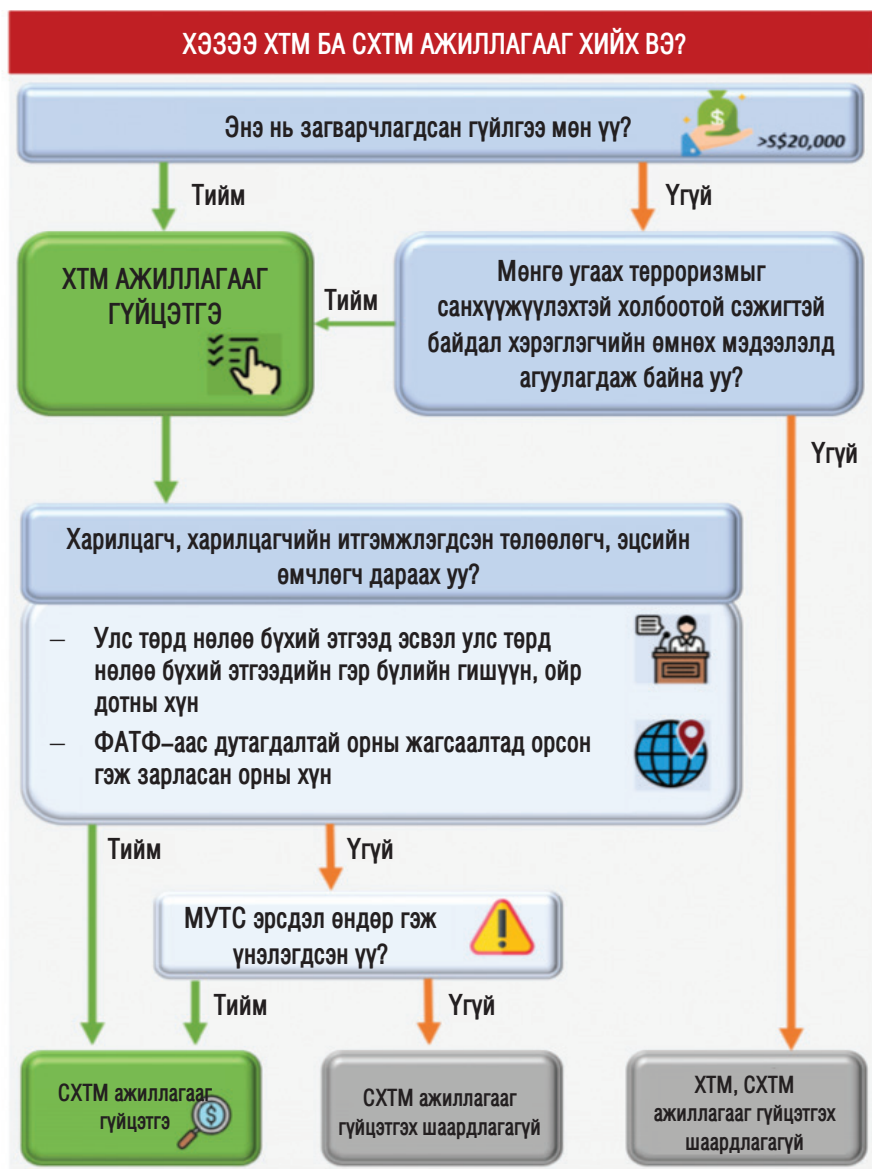 ХЭЗЭЭ ХТМ БА СХТМ АЖИЛЛАГААГ ХИЙХ ВЭ?
Энэ нь загварчлагдсан гүйлгээ мөн үү?
$
>S$20,000
Тийм
Үгүй
ХТМ АЖИЛЛАГААГ
ГҮЙЦЭТГЭ
Тийм
Мөнгө угаах терроризмыг
санхүүжүүлэхтэй холбоотой сэжигтэй
байдал хэрэглэгчийн өмнөх мэдээлэлд
агуулагдаж байна уу?
Үгүй
Харилцагч, харилцагчийн итгэмжлэгдсэн төлөөлөгч, эцсийн
өмчлөгч дараах уу?
– Улс төрд нөлөө бүхий этгээд эсвэл улс төрд
нөлөө бүхий этгээдийн гэр бүлийн гишүүн, ойр
дотны хүн
– ФАТФ–аас дутагдалтай орны жагсаалтад орсон
гэж зарласан орны хүн
Тийм
Үгүй
МУТС эрсдэл өндөр гэж
үнэлэгдсэн үү?
Тийм
Үгүй
СХТМ ажиллагааг
гүйцэтгэ
$
СХТМ ажиллагааг
гүйцэтгэх шаардлагагүй
ХТМ, СХТМ
ажиллагааг гүйцэтгэх
шаардлагагүй